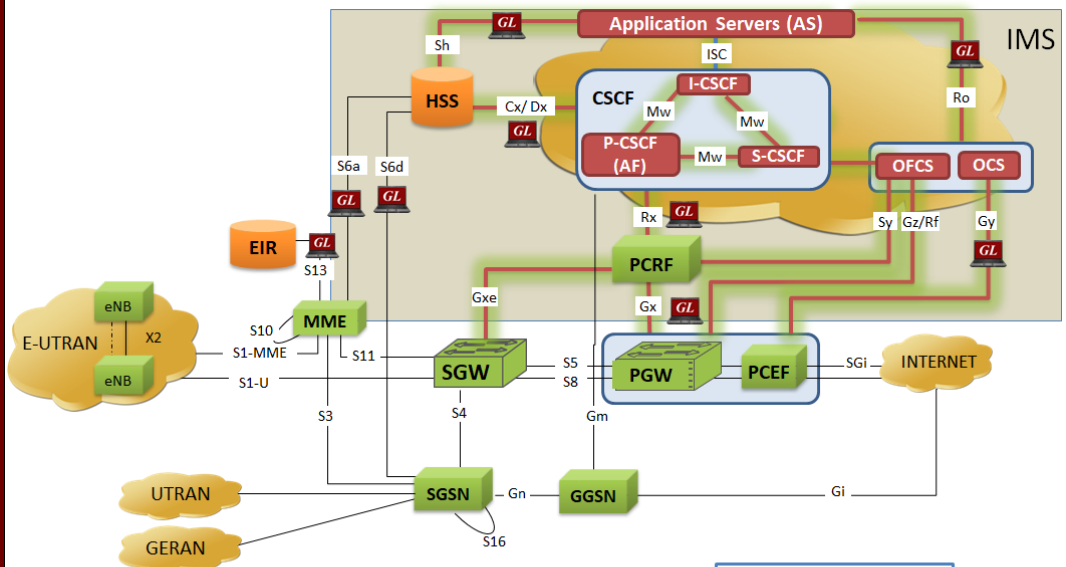 GL
Application Servers (AS)
IMS
Sh
ISC
GL
HSS
Cx/ Dx
GL
CSCF
I-CSCF
Mw
Mw
P-CSCF
(AF)
Mw
S-CSCF
Ro
OFCS
OCS
S6a
S6d
GL
GL
Rx
GL
Sy
Gz/Rf
Gy
GL
EIR
GL
S13
PCRF
Gxe
Gx
GL
eNB
E-UTRAN
X2
eNB
S10
MME
S1-MME
S11
S1-U
SGW
S5
S8
PGW
PCEF
SGi
INTERNET
S3
S4
Gm
UTRAN
SGSN
Gn
GGSN
Gi
GERAN
S16